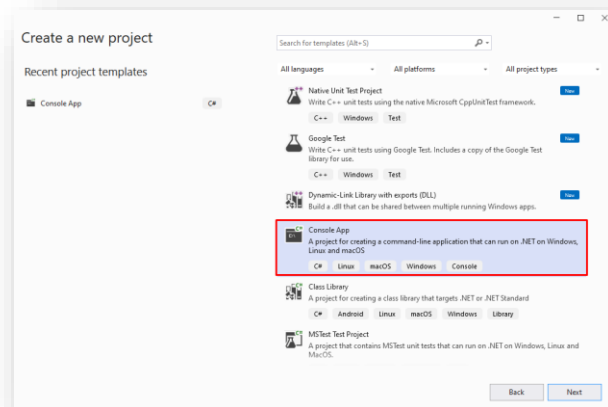 Create a new project
Search for templates (Alt+S)
Recent project templates
All languages
All platforms
All project types
Console App
C#
Native Unit Test Project
New
Write C++ unit tests using the native Microsoft CppUnitTest framework.
C++ Windows Test
Google Test
New
Write C++ unit tests using Google Test. Includes a copy of the Google Test
library for use.
C++ Windows Test
Dynamic-Link Library with exports (DLL)
New
Build a .dll that can be shared between multiple running Windows apps.
Console App
A project for creating a command-line application that can run on .NET on Windows,
Linux and macOS
C# Linux macOS Windows Console
Class Library
A project for creating a class library that targets .NET or .NET Standard
C# Android Linux macOS Windows Library
MSTest Test Project
A project that contains MSTest unit tests that can run on .NET on Windows, Linux and
MacOS.
Back
Next